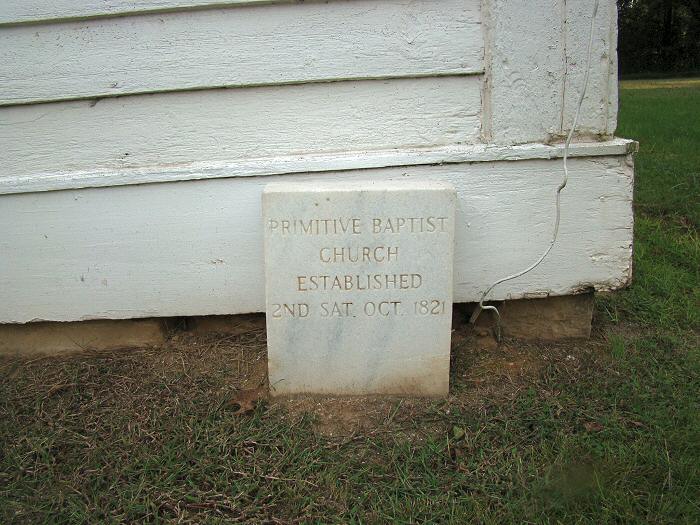 PRIMITIVE BAPTIST
CHURCH
ESTABLISHED
2ND SAT. OCT. 1821